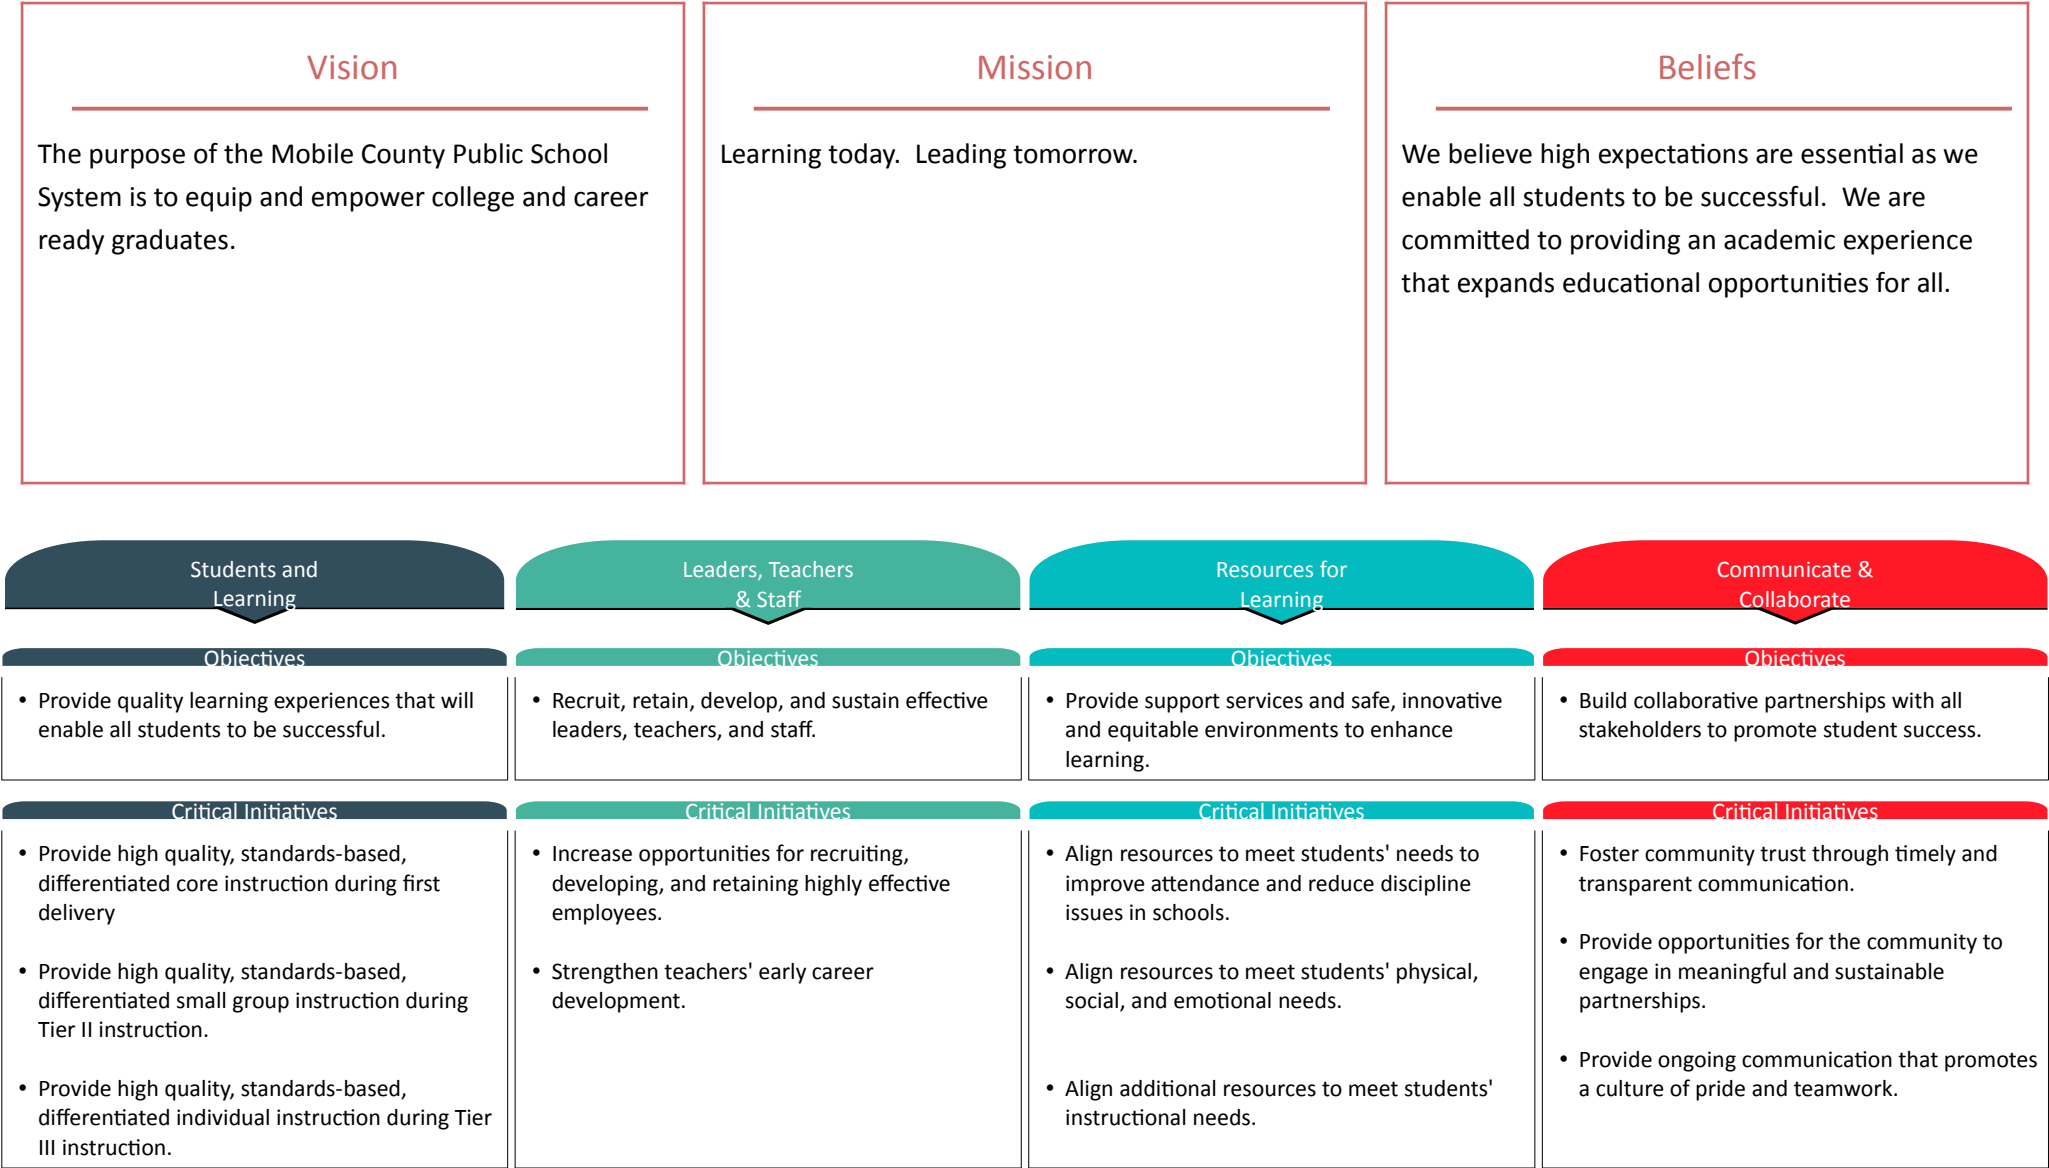 Vision
The purpose of the Mobile County Public School
System is to equip and empower college and career
ready graduates.
Mission
Learning today.  Leading tomorrow.
Beliefs
We believe high expectations are essential as we
enable all students to be successful.  We are
committed to providing an academic experience
that expands educational opportunities for all.
Students and
Learning
Objectives
• Provide quality learning experiences that will
enable all students to be successful.
Critical Initiatives
• Provide high quality, standards-based,
differentiated core instruction during first
delivery
• Provide high quality, standards-based,
differentiated small group instruction during
Tier II instruction.
• Provide high quality, standards-based,
differentiated individual instruction during Tier
III instruction.
Leaders, Teachers
& Staff
Objectives
• Recruit, retain, develop, and sustain effective
leaders, teachers, and staff.
Critical Initiatives
• Increase opportunities for recruiting,
developing, and retaining highly effective
employees.
• Strengthen teachers' early career
development.
Resources for
Learning
Objectives
• Provide support services and safe, innovative
and equitable environments to enhance
learning.
Critical Initiatives
• Align resources to meet students' needs to
improve attendance and reduce discipline
issues in schools.
• Align resources to meet students' physical,
social, and emotional needs.
• Align additional resources to meet students'
instructional needs.
Communicate &
Collaborate
Objectives
• Build collaborative partnerships with all
stakeholders to promote student success.
Critical Initiatives
• Foster community trust through timely and
transparent communication.
• Provide opportunities for the community to
engage in meaningful and sustainable
partnerships.
• Provide ongoing communication that promotes
a culture of pride and teamwork.